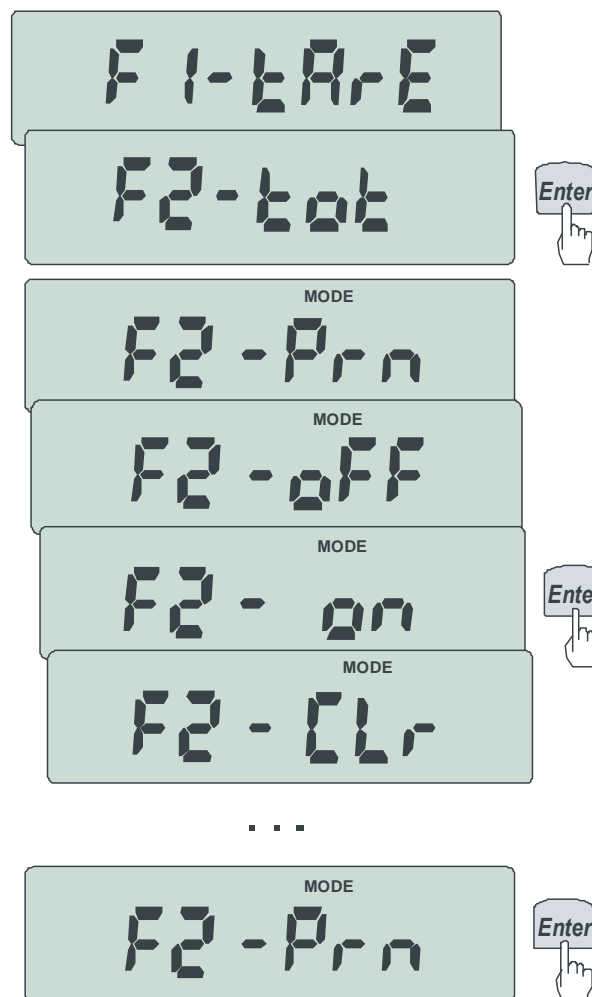 F1-tArE
F2-tot
Enter
MODE
F2-Prn
MODE
F2-oFF
MODE
F2- on
Ente
MODE
F2-CLr
...
MODE
F2-Prn
Enter